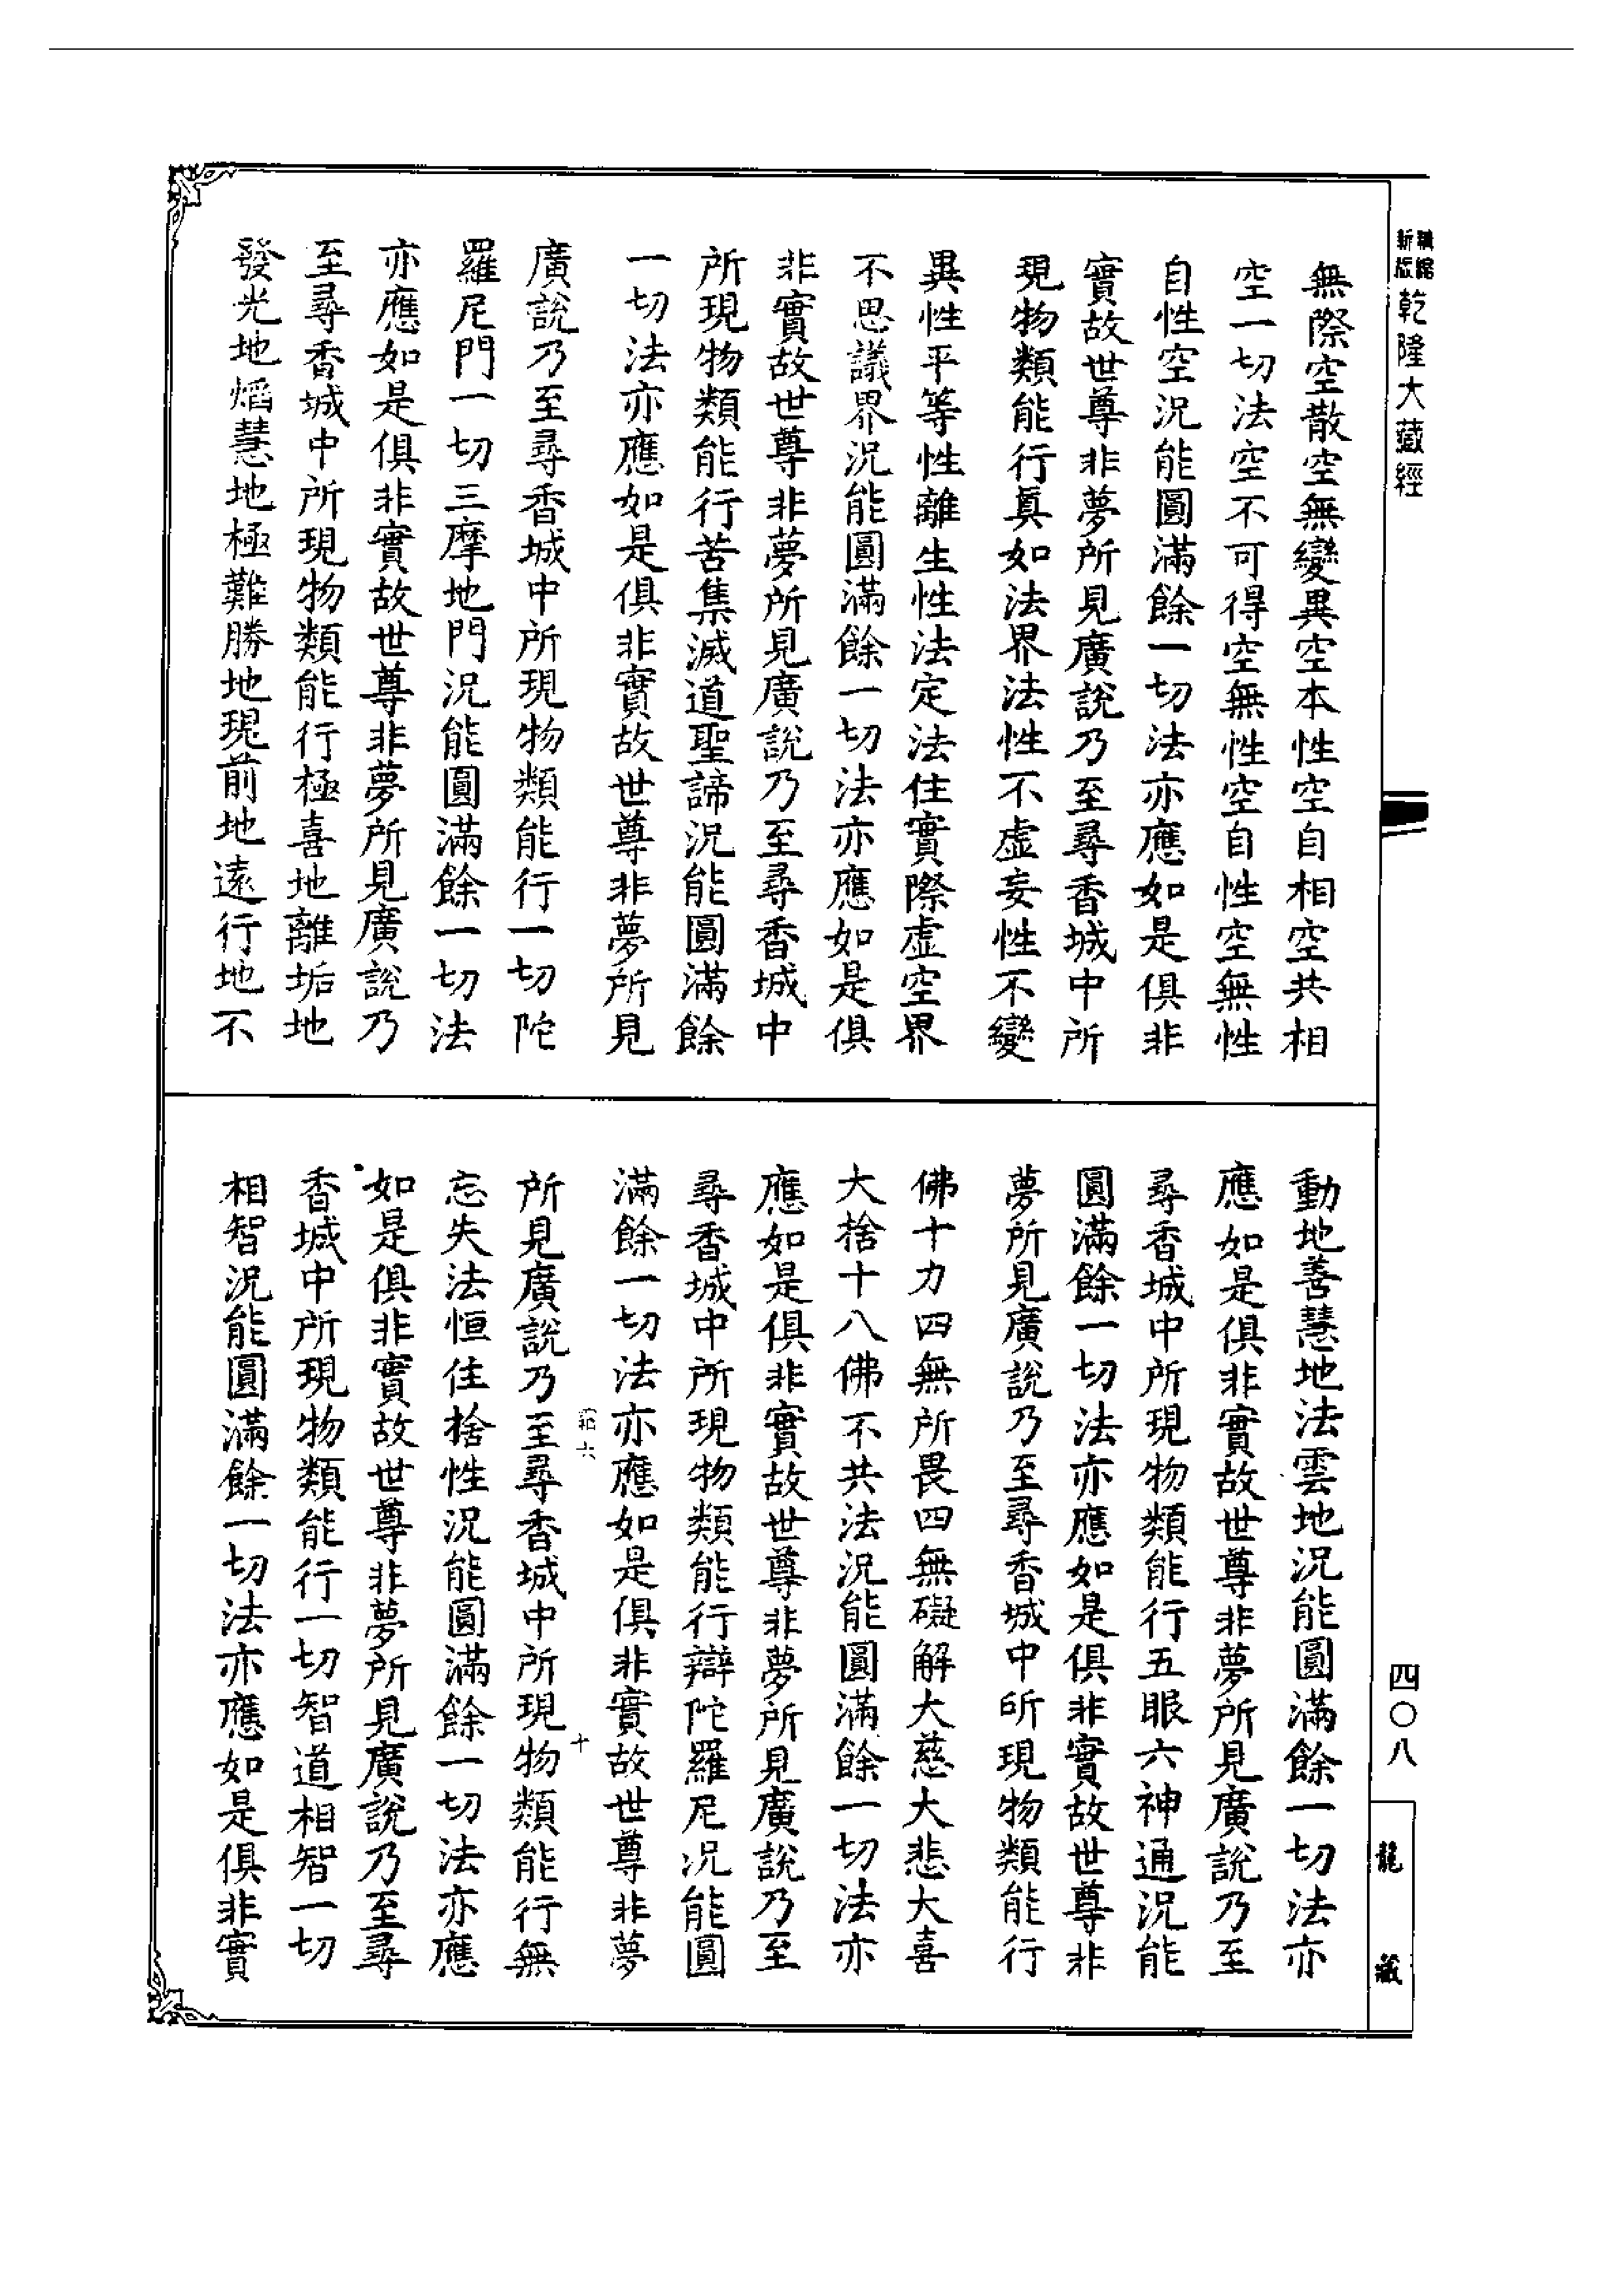 新版精縮乾隆大藏經
無際空散空無變異空本性空自相空共相
空一切法空不可得空無性空自性空無性
自性空況能圓滿餘一切法亦應如是俱非
實故世尊非夢所見廣說乃至尋香城中所
現物類能行真如法界法性不虛妄性不變
異性平等性離生性法定法住實際虛空界
不思議界況能圓滿餘一切法亦應如是俱
非實故世尊非夢所見廣說乃至尋香城中
所現物類能行苦集滅道聖諦況能圓滿餘
一切法亦應如是俱非實故世尊非夢所見
廣說乃至尋香城中所現物類能行一切陀
羅尼門一切三摩地門況能圓滿餘一切法
亦應如是俱非實故世尊非夢所見廣說乃
至尋香城中所現物類能行極喜地離垢地
發光地焰慧地極難勝地現前地遠行地不
動地善慧地法雲地況能圓滿餘一切法亦
應如是俱非實故世尊非夢所見廣說乃至
尋香城中所現物類能行五眼六神通況能
圓滿餘一切法亦應如是俱非實故世尊非
夢所見廣說乃至尋香城中所現物類能行
佛十力四無所畏四無礙解大慈大悲大喜
大捨十八佛不共法況能圓滿餘一切法亦
應如是俱非實故世尊非夢所見廣說乃至
尋香城中所現物類能行辯陀羅尼況能圓
滿餘一切法亦應如是俱非實故世尊非夢
六 十
所見廣說乃至尋香城中所現物類能行無
忘失法恒住捨性況能圓滿餘一切法亦應
如是俱非實故世尊非夢所見廣說乃至尋
香城中所現物類能行一切智道相智一切
相智況能圓滿餘一切法亦應如是俱非實
四〇八
龍藏